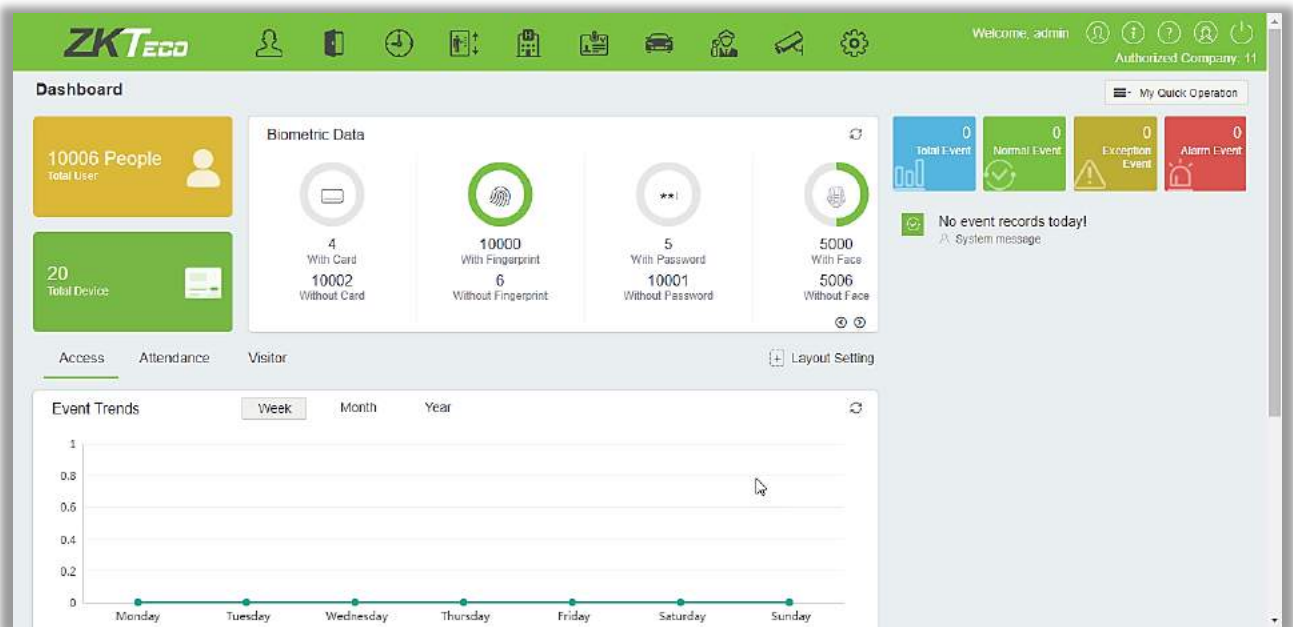 ZKTeco
Welcome, admin
Authorized Company: 11
Dashboard
My Quick Operation
10006 People
Total User
20
Total Device
Biometric Data
4
With Card
10002
Without Card
10000
With Fingerprint
6
Without Fingerprint
**|
5
With Password
10001
Without Password
5000
With Face
5006
Without Face
0
Total Event
0
Normal Event
0
Exception
Event
0
Alarm Event
No event records today!
System message
Access Attendance Visitor
Layout Setting
Event Trends
Week Month Year
1
0.8
0.6
0.4
0.2
0
Monday Tuesday Wednesday Thursday Friday Saturday Sunday